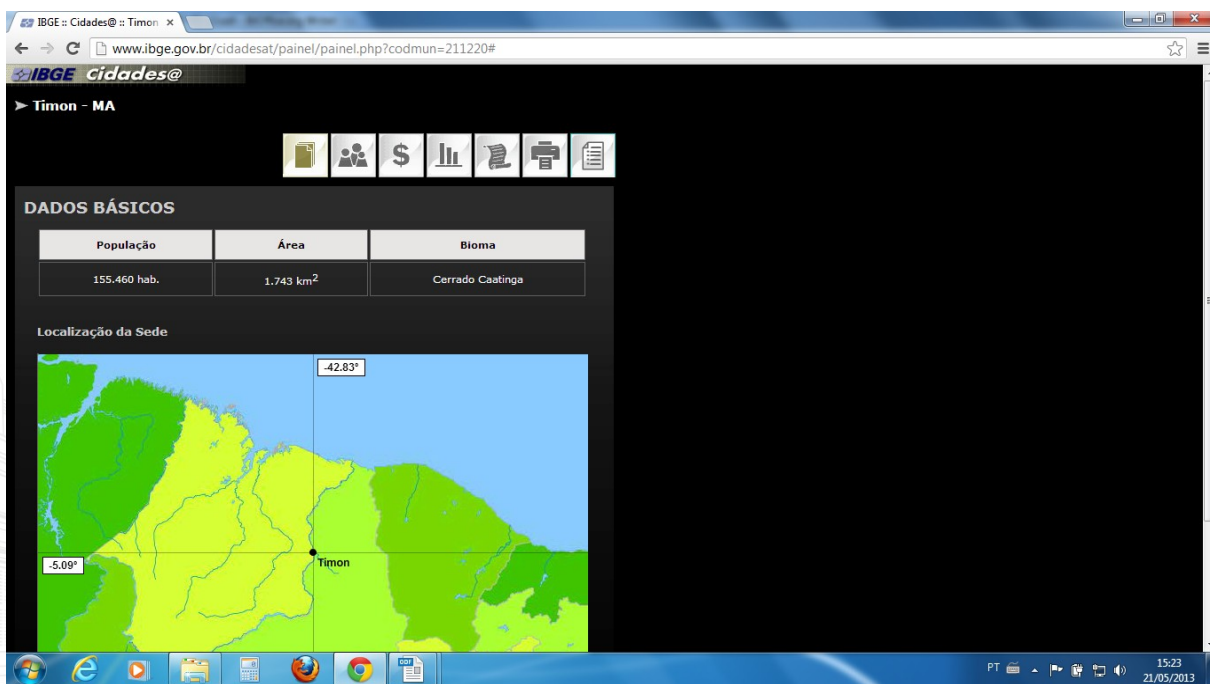 IBGE :: Cidades@ :: Timon
www.ibge.gov.br/cidadesat/painel/painel.php?codmun=211220#
IBGE Cidades@
Timon - MA
$
DADOS BÁSICOS
População Área Bioma
155.460 hab. 1.743 km² Cerrado Caatinga
Localização da Sede
-42.83°
-5.09°
Timon
GDF
PT 15:23
21/05/2013